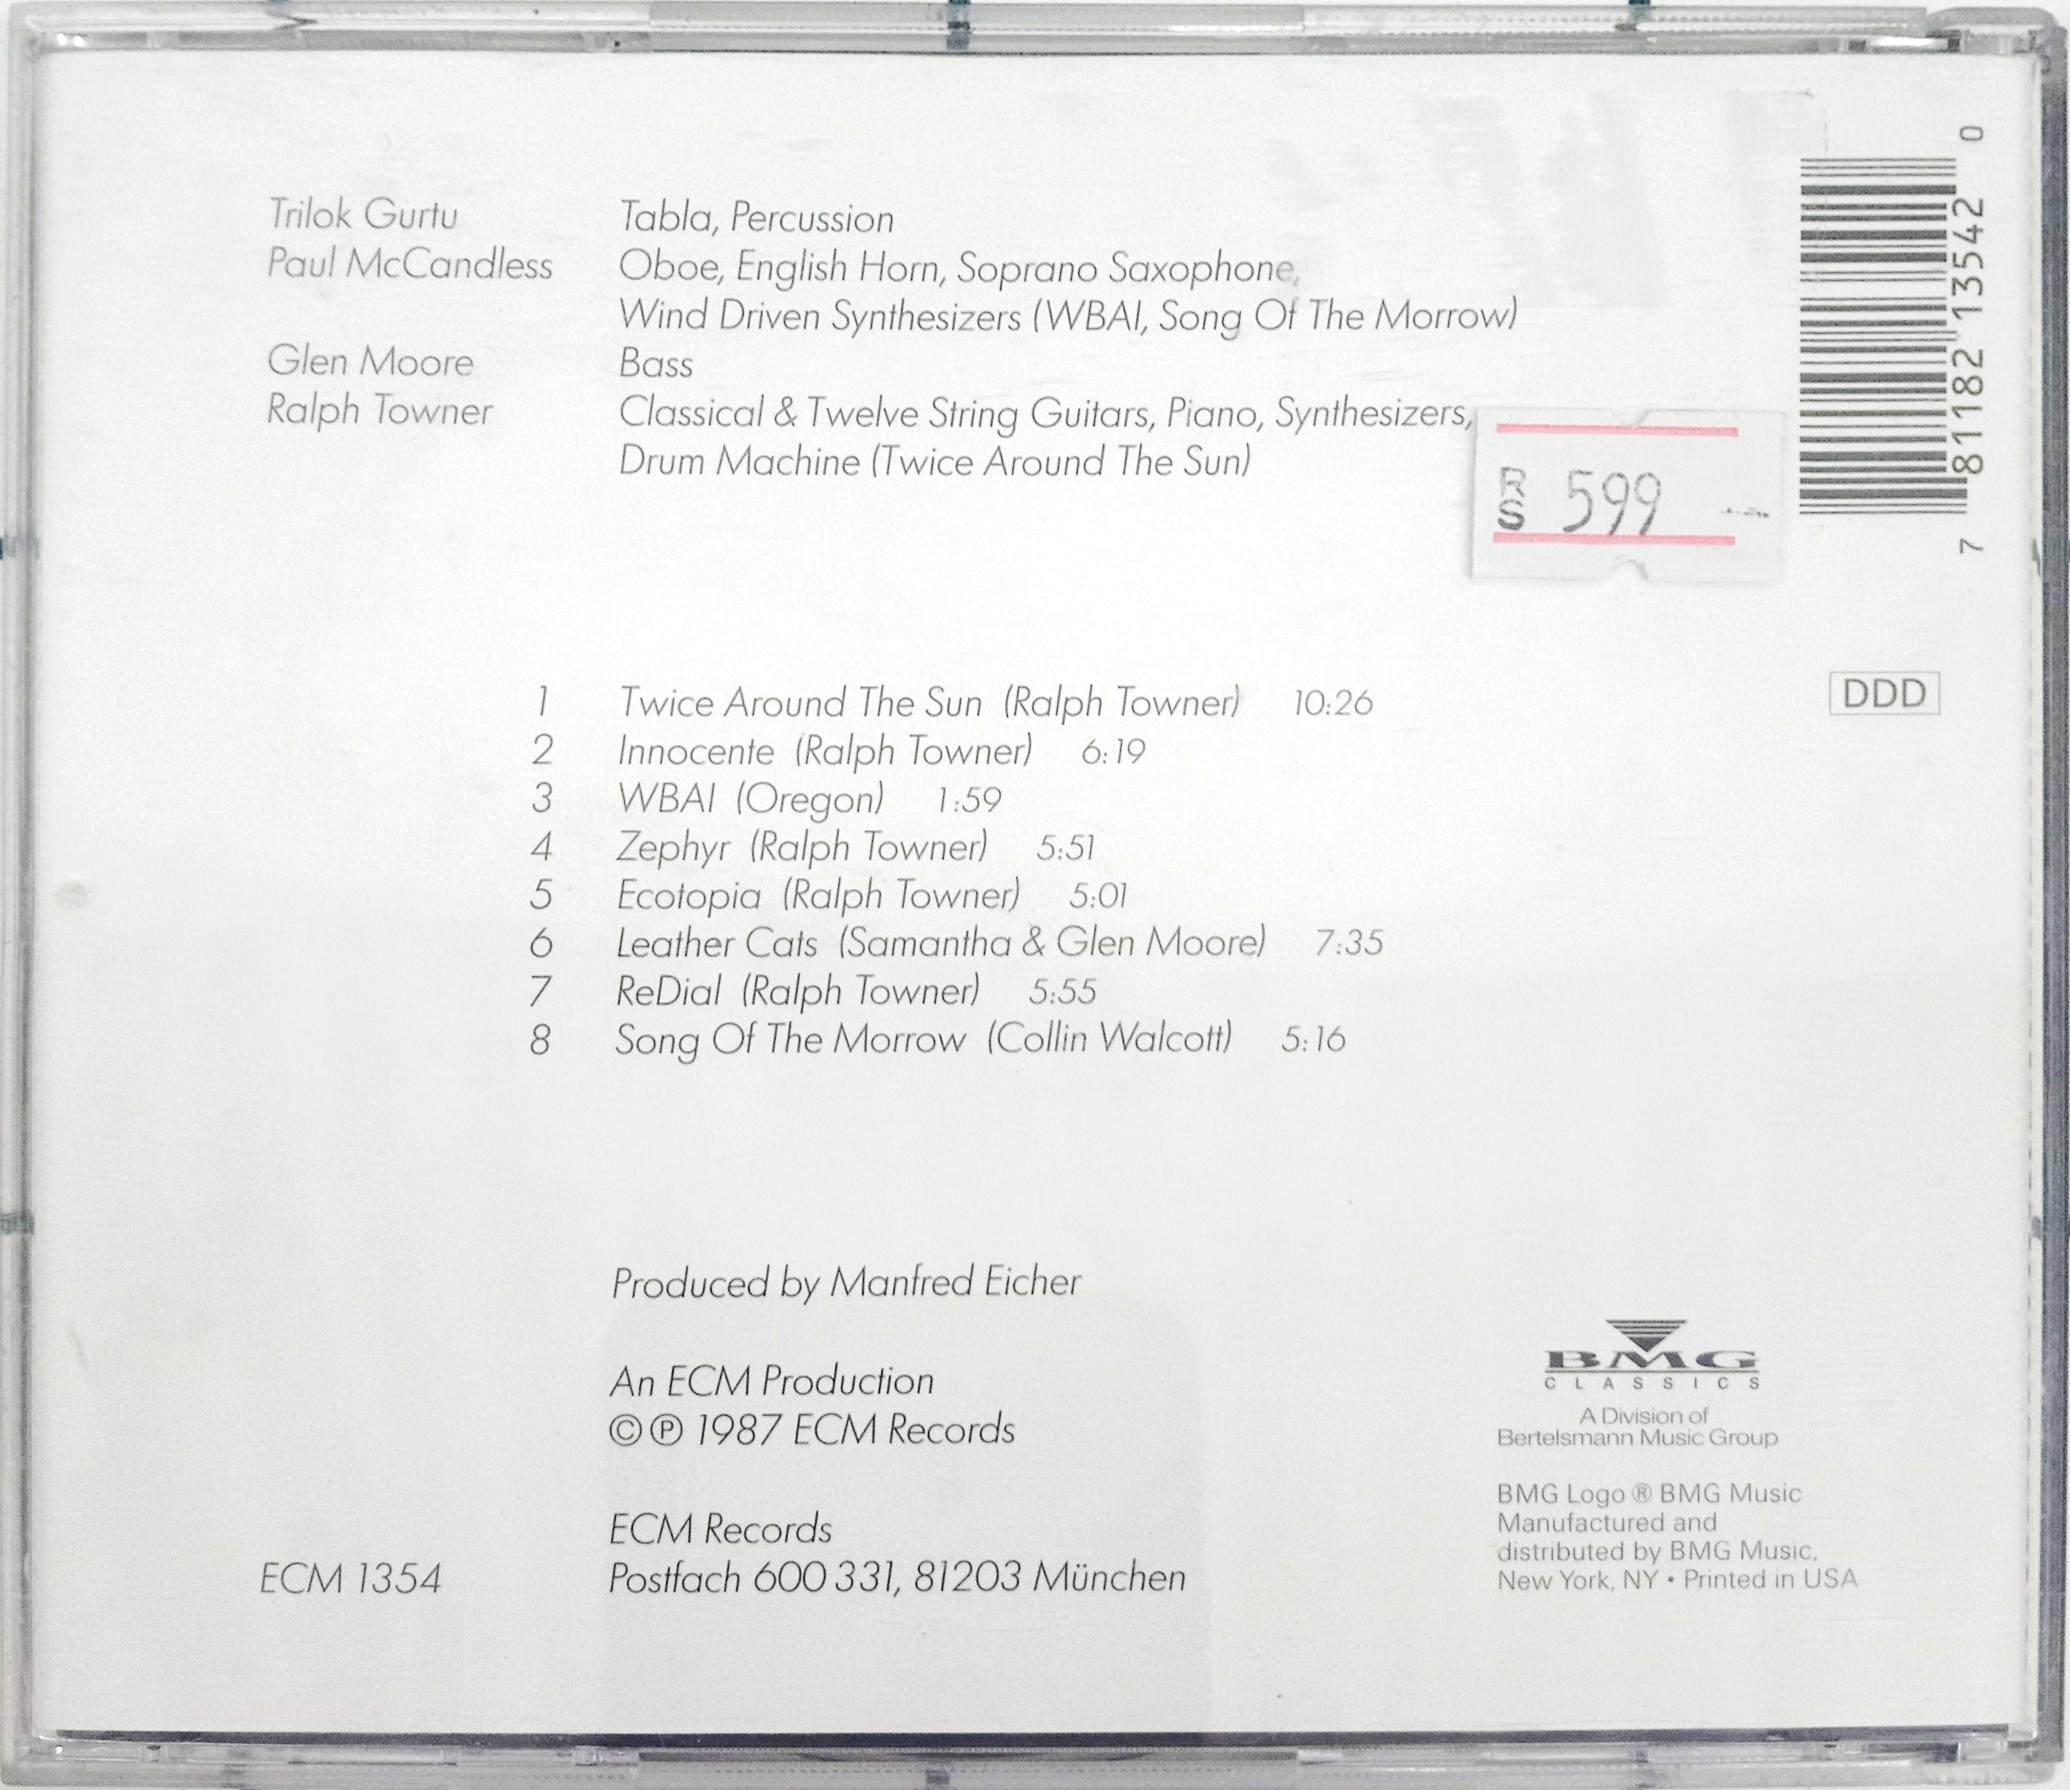 Trilok Gurtu Tabla, Percussion
Paul McCandless Oboe, English Horn, Soprano Saxophone,
Wind Driven Synthesizers (WBAI, Song Of The Morrow)
Glen Moore Bass
Ralph Towner Classical & Twelve String Guitars, Piano, Synthesizers,
Drum Machine (Twice Around The Sun)
RS 599
7 81182 13542 0
DDD
1 Twice Around The Sun (Ralph Towner) 10:26
2 Innocente (Ralph Towner) 6:19
3 WBAI (Oregon) 1:59
4 Zephyr (Ralph Towner) 5:51
5 Ecotopia (Ralph Towner) 5:01
6 Leather Cats (Samantha & Glen Moore) 7:35
7 ReDial (Ralph Towner) 5:55
8 Song Of The Morrow (Collin Walcott) 5:16
Produced by Manfred Eicher
An ECM Production
©℗ 1987 ECM Records
ECM Records
Postfach 600 331, 81203 München
ECM 1354
BMG
CLASSICS
A Division of
Bertelsmann Music Group
BMG Logo ® BMG Music
Manufactured and
distributed by BMG Music,
New York, NY • Printed in USA